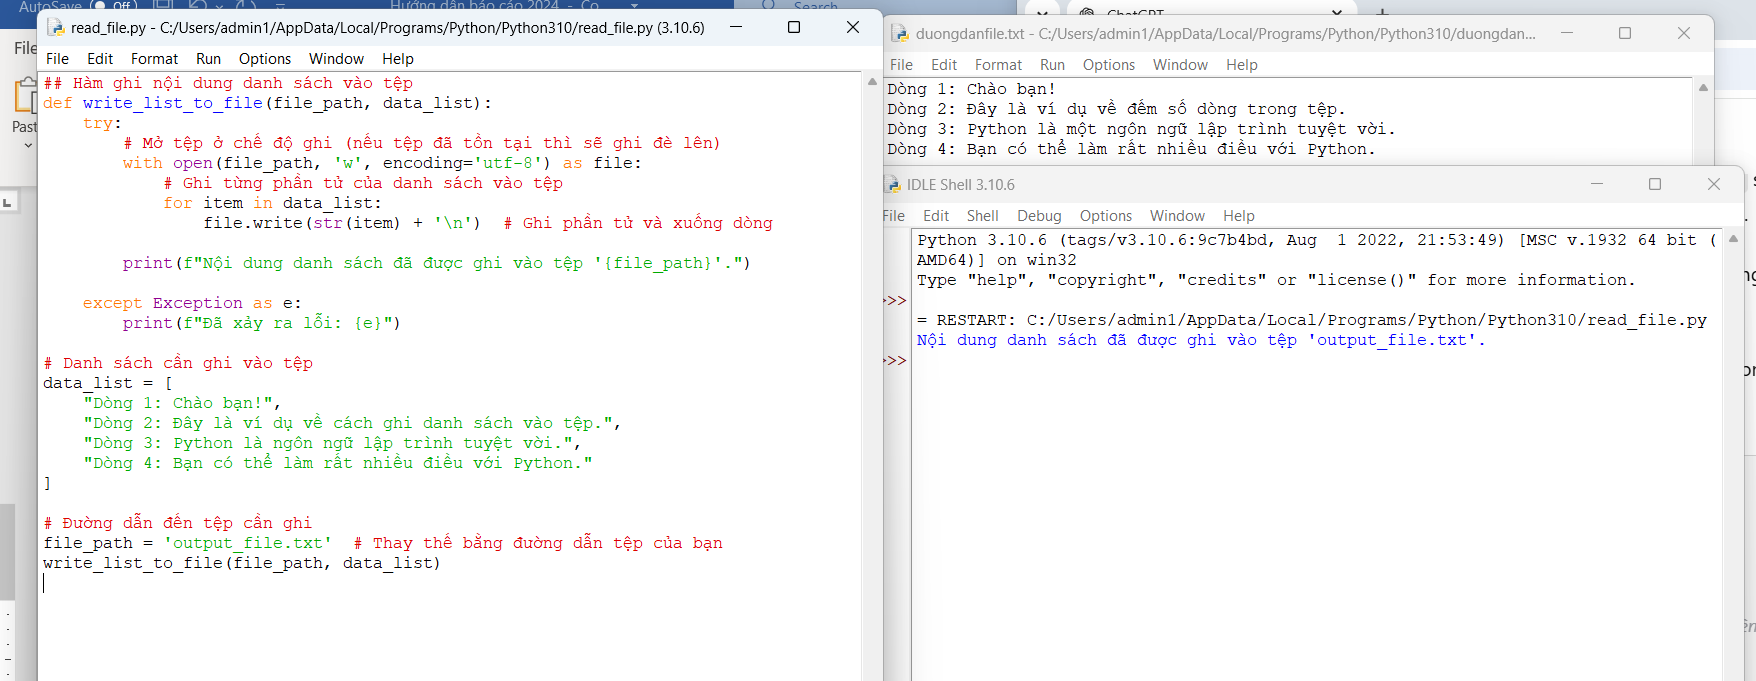 AutoSave Off Hướng dẫn báo cáo 2024 - Co... Search
ChatGPT
File
Past
read_file.py - C:/Users/admin1/AppData/Local/Programs/Python/Python310/read_file.py (3.10.6)
File Edit Format Run Options Window Help
## Hàm ghi nội dung danh sách vào tệp
def write_list_to_file(file_path, data_list):
    try:
        # Mở tệp ở chế độ ghi (nếu tệp đã tồn tại thì sẽ ghi đè lên)
        with open(file_path, 'w', encoding='utf-8') as file:
            # Ghi từng phần tử của danh sách vào tệp
            for item in data_list:
                file.write(str(item) + '\n')  # Ghi phần tử và xuống dòng
        print(f"Nội dung danh sách đã được ghi vào tệp '{file_path}'.")
    except Exception as e:
        print(f"Đã xảy ra lỗi: {e}")
# Danh sách cần ghi vào tệp
data_list = [
    "Dòng 1: Chào bạn!",
    "Dòng 2: Đây là ví dụ về cách ghi danh sách vào tệp.",
    "Dòng 3: Python là ngôn ngữ lập trình tuyệt vời.",
    "Dòng 4: Bạn có thể làm rất nhiều điều với Python."
]
# Đường dẫn đến tệp cần ghi
file_path = 'output_file.txt'  # Thay thế bằng đường dẫn tệp của bạn
write_list_to_file(file_path, data_list)
duongdanfile.txt - C:/Users/admin1/AppData/Local/Programs/Python/Python310/duongdan...
File Edit Format Run Options Window Help
Dòng 1: Chào bạn!
Dòng 2: Đây là ví dụ về đếm số dòng trong tệp.
Dòng 3: Python là một ngôn ngữ lập trình tuyệt vời.
Dòng 4: Bạn có thể làm rất nhiều điều với Python.
IDLE Shell 3.10.6
File Edit Shell Debug Options Window Help
Python 3.10.6 (tags/v3.10.6:9c7b4bd, Aug  1 2022, 21:53:49) [MSC v.1932 64 bit (
AMD64)] on win32
Type "help", "copyright", "credits" or "license()" for more information.
>>>
= RESTART: C:/Users/admin1/AppData/Local/Programs/Python/Python310/read_file.py
Nội dung danh sách đã được ghi vào tệp 'output_file.txt'.
>>>